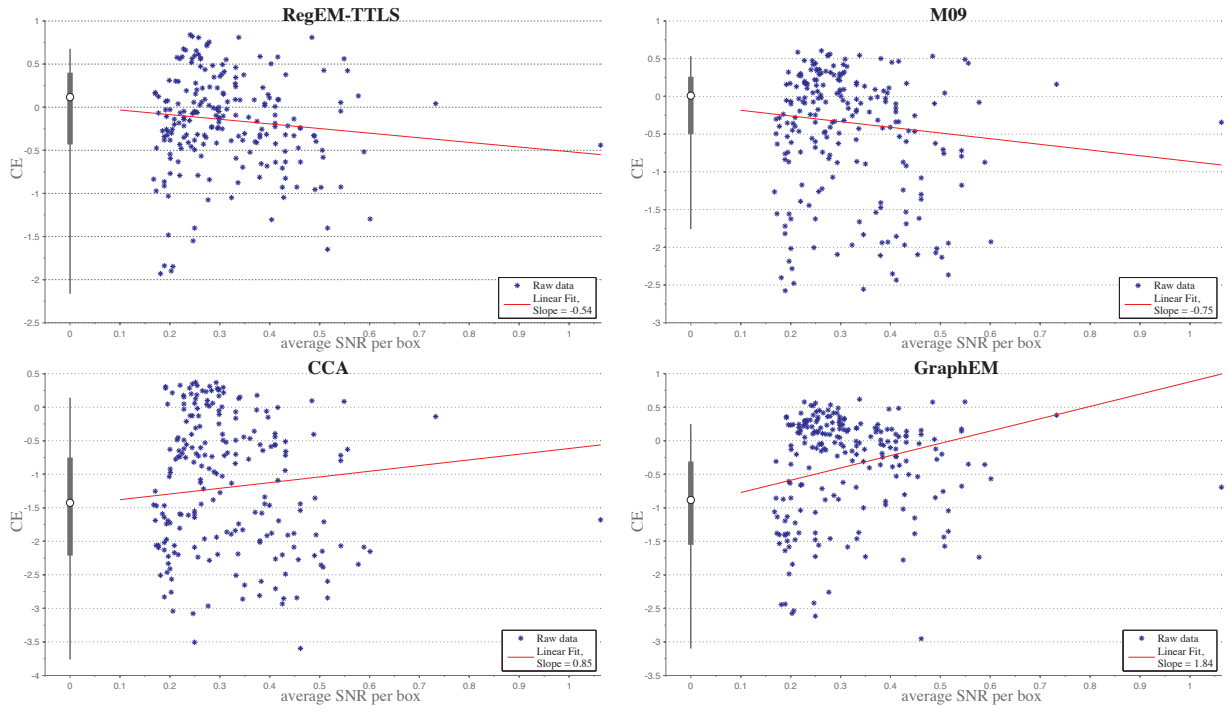 RegEM-TTLS
1
0.5
0
-0.5
-1
-1.5
-2
-2.5
CE
0 0.1 0.2 0.3 0.4 0.5 0.6 0.7 0.8 0.9 1
average SNR per box
Raw data
Linear Fit,
Slope = -0.54
M09
1
0.5
0
-0.5
-1
-1.5
-2
-2.5
-3
CE
0 0.1 0.2 0.3 0.4 0.5 0.6 0.7 0.8 0.9 1
average SNR per box
Raw data
Linear Fit,
Slope = -0.75
CCA
0.5
0
-0.5
-1
-1.5
-2
-2.5
-3
-3.5
-4
CE
0 0.1 0.2 0.3 0.4 0.5 0.6 0.7 0.8 0.9 1
average SNR per box
Raw data
Linear Fit,
Slope = 0.85
GraphEM
1
0.5
0
-0.5
-1
-1.5
-2
-2.5
-3
-3.5
CE
0 0.1 0.2 0.3 0.4 0.5 0.6 0.7 0.8 0.9 1
average SNR per box
Raw data
Linear Fit,
Slope = 1.84